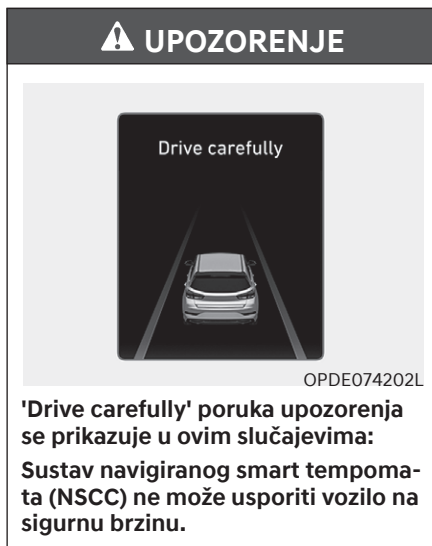 UPOZORENJE
Drive carefully
OPDE074202L
'Drive carefully' poruka upozorenja
se prikazuje u ovim slučajevima:
Sustav navigiranog smart tempoma-
ta (NSCC) ne može usporiti vozilo na
sigurnu brzinu.